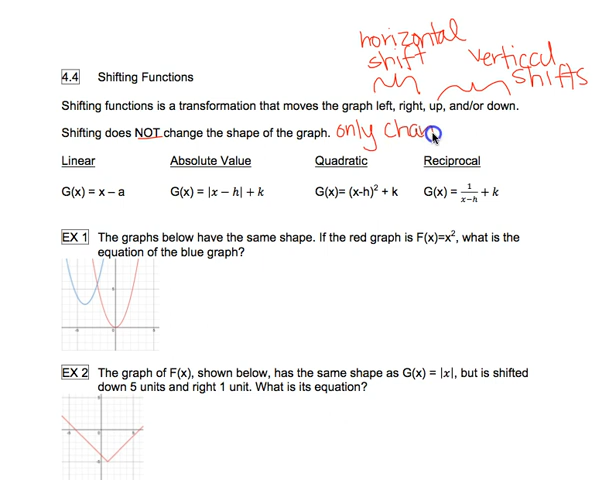 horizontal
shift
vertical
shifts
4.4 Shifting Functions
Shifting functions is a transformation that moves the graph left, right, up, and/or down.
Shifting does NOT change the shape of the graph. only chan
Linear Absolute Value Quadratic Reciprocal
G(x) = x – a G(x) = |x − h| + k G(x)= (x-h)² + k G(x) = 1/(x−h) + k
EX 1 The graphs below have the same shape. If the red graph is F(x)=x², what is the
equation of the blue graph?
EX 2 The graph of F(x), shown below, has the same shape as G(x) = |x|, but is shifted
down 5 units and right 1 unit. What is its equation?